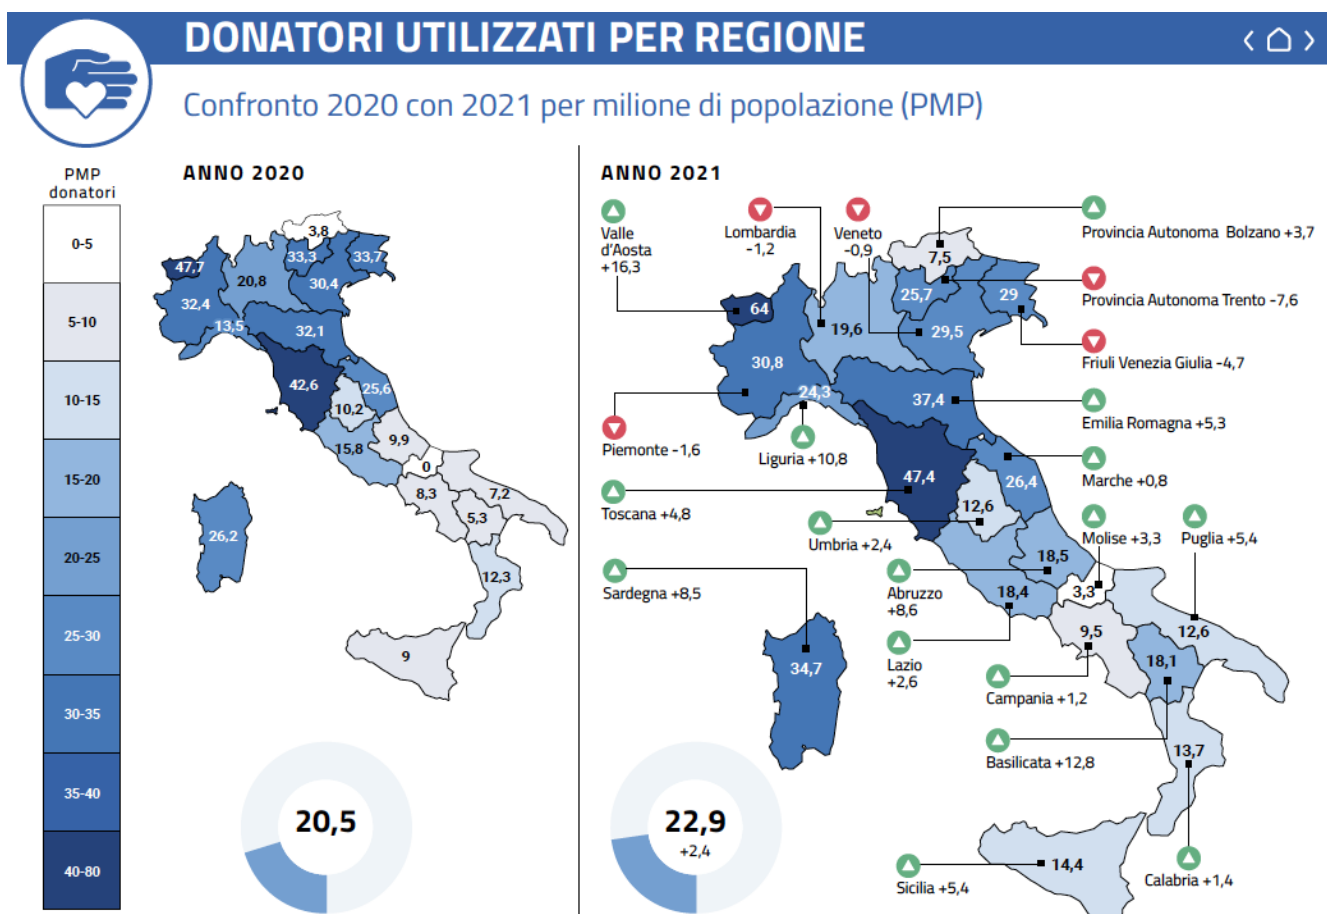 DONATORI UTILIZZATI PER REGIONE
Confronto 2020 con 2021 per milione di popolazione (PMP)
PMP
donatori
0-5
5-10
10-15
15-20
20-25
25-30
30-35
35-40
40-80
ANNO 2020
3,8
47,7
33,3
33,7
20,8
30,4
32,4
13,5
32,1
42,6
25,6
10,2
9,9
15,8
0
8,3
7,2
5,3
26,2
12,3
9
20,5
ANNO 2021
Valle
d'Aosta
+16,3
Lombardia
-1,2
Veneto
-0,9
Provincia Autonoma Bolzano +3,7
7,5
Provincia Autonoma Trento -7,6
25,7
29
64
19,6
29,5
Friuli Venezia Giulia -4,7
30,8
24,3
37,4
Emilia Romagna +5,3
Piemonte -1,6
Liguria +10,8
Marche +0,8
47,4
26,4
Toscana +4,8
12,6
Umbria +2,4
Molise +3,3
Puglia +5,4
18,5
Sardegna +8,5
Abruzzo
+8,6
18,4
3,3
9,5
12,6
Lazio
+2,6
34,7
18,1
Campania +1,2
Basilicata +12,8
13,7
22,9
+2,4
14,4
Sicilia +5,4
Calabria +1,4